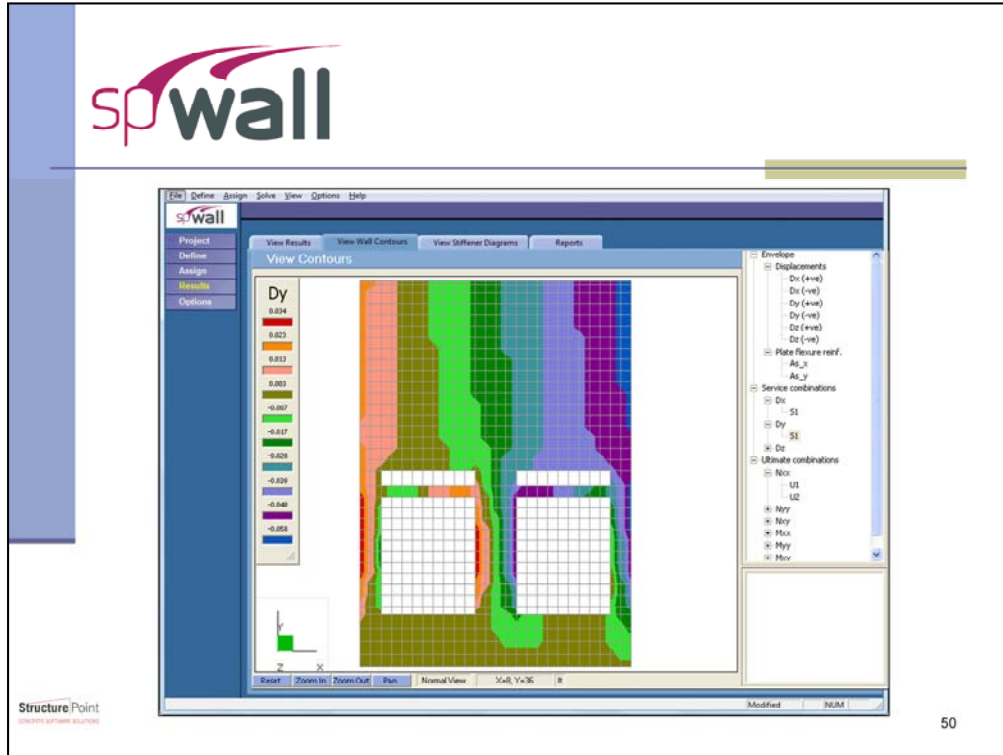 spwall
File Define Assign Solve View Options Help
spwall
Project
Define
Assign
Results
Options
View Results View Wall Contours View Stiffener Diagrams Reports
View Contours
Dy
0.034
0.023
0.013
0.003
-0.007
-0.017
-0.028
-0.048
-0.058
Envelope
Displacements
Dx (+ve)
Dx (-ve)
Dy (+ve)
Dy (-ve)
Dz (+ve)
Dz (-ve)
Plate flexure reinf.
As_x
As_y
Service combinations
Dx
S1
Dy
S1
Dz
Ultimate combinations
Nxx
U1
U2
Nyy
Nxy
Mxx
Myy
Mxy
Y
Z X
Reset Zoom In Zoom Out Pan Normal View X=8, Y=36 ft
Modified NUM
StructurePoint
CONCRETE SOFTWARE SOLUTIONS
50